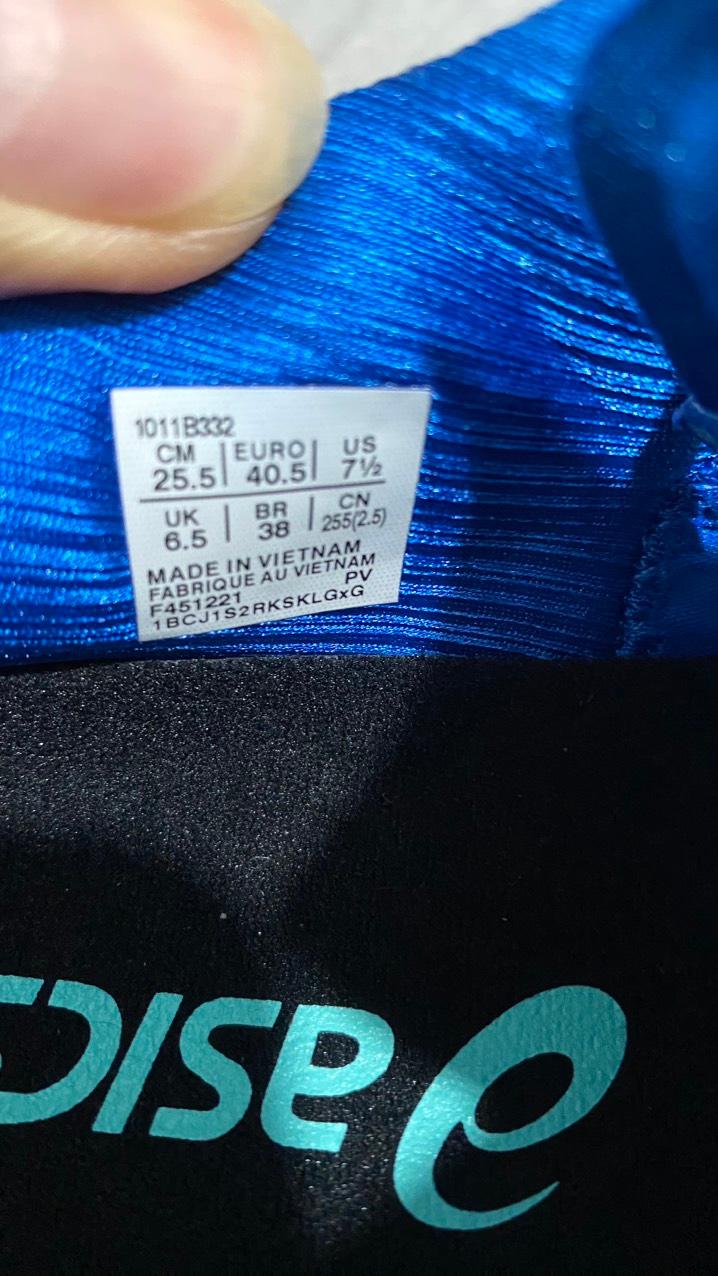 1011B332
CM | EURO | US
25.5 | 40.5 | 7½
UK | BR | CN
6.5 | 38 | 255(2.5)
MADE IN VIETNAM
FABRIQUE AU VIETNAM
F451221 PV
1BCJ1S2RKSKLGxG
asics